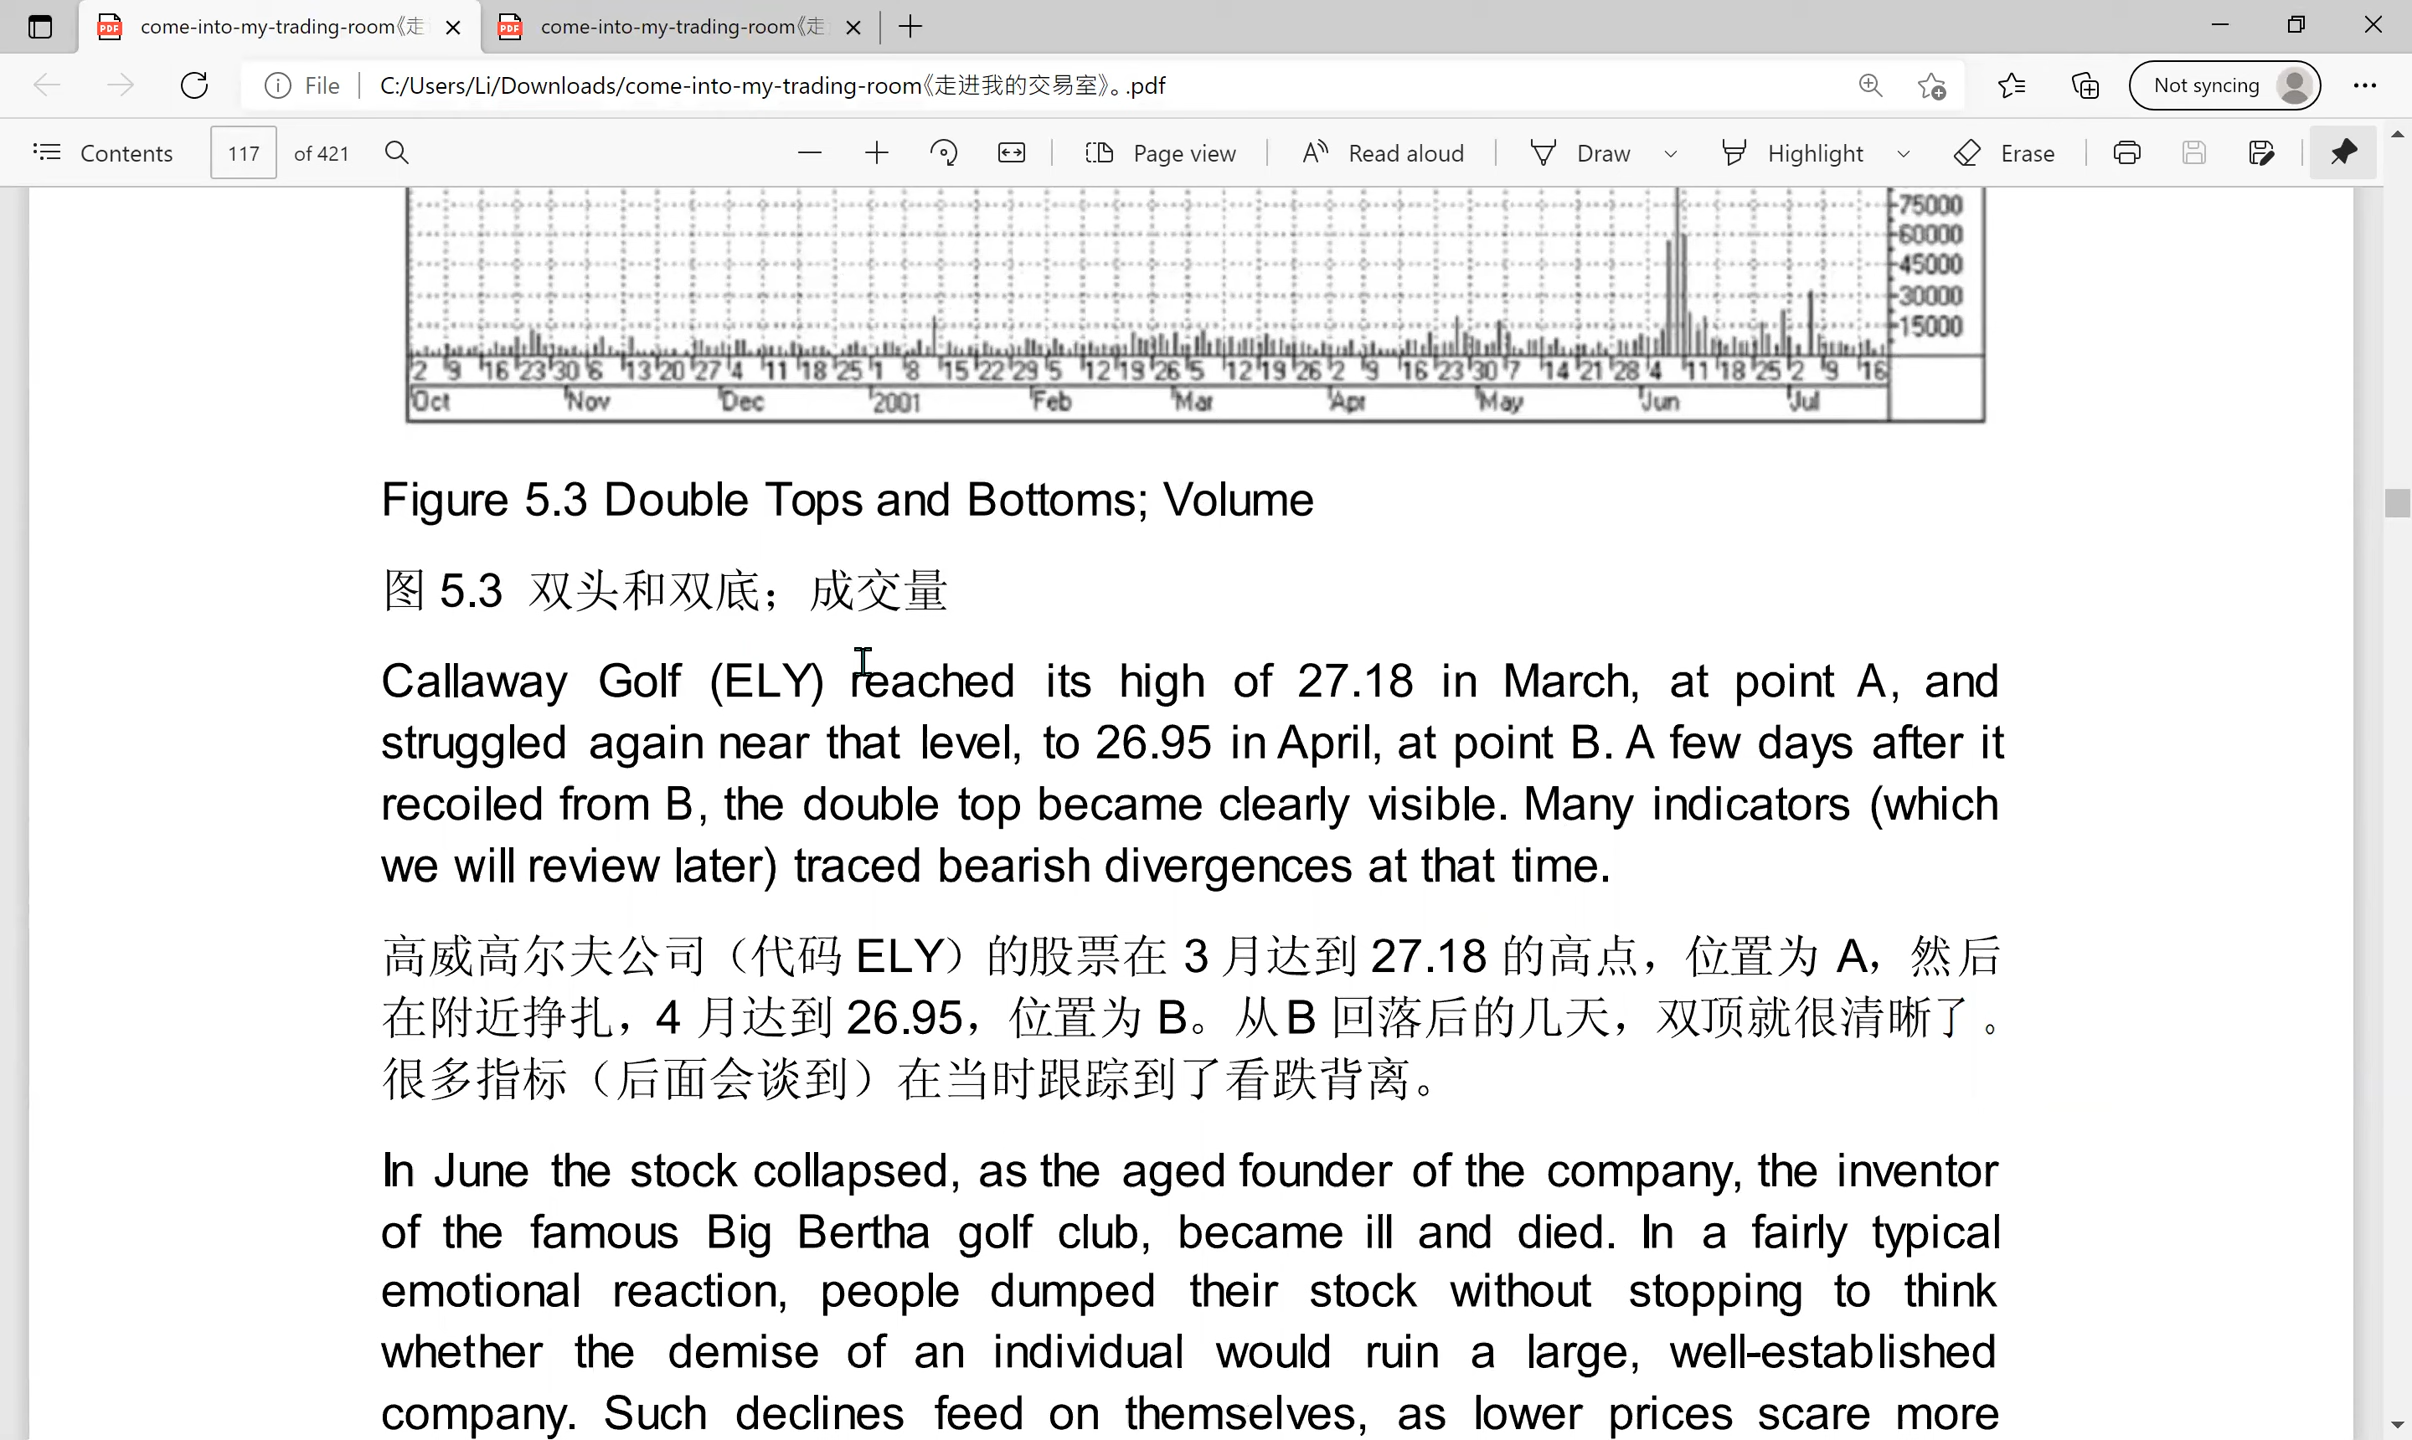 come-into-my-trading-room《走
come-into-my-trading-room《走
File
C:/Users/Li/Downloads/come-into-my-trading-room《走进我的交易室》。.pdf
Not syncing
Contents
117
of 421
Page view
Read aloud
Draw
Highlight
Erase
75000
60000
45000
30000
15000
2 9 16 23 30 6 13 20 27 4 11 18 25 1 8 15 22 29 5 12 19 26 5 12 19 26 2 9 16 23 30 7 14 21 28 4 11 18 25 2 9 16
Oct Nov Dec 2001 Feb Mar Apr May Jun Jul
Figure 5.3 Double Tops and Bottoms; Volume
图 5.3 双头和双底；成交量
Callaway Golf (ELY) reached its high of 27.18 in March, at point A, and
struggled again near that level, to 26.95 in April, at point B. A few days after it
recoiled from B, the double top became clearly visible. Many indicators (which
we will review later) traced bearish divergences at that time.
高威高尔夫公司（代码 ELY）的股票在 3 月达到 27.18 的高点，位置为 A，然后
在附近挣扎，4 月达到 26.95，位置为 B。从 B 回落后的几天，双顶就很清晰了。
很多指标（后面会谈到）在当时跟踪到了看跌背离。
In June the stock collapsed, as the aged founder of the company, the inventor
of the famous Big Bertha golf club, became ill and died. In a fairly typical
emotional reaction, people dumped their stock without stopping to think
whether the demise of an individual would ruin a large, well-established
company. Such declines feed on themselves, as lower prices scare more